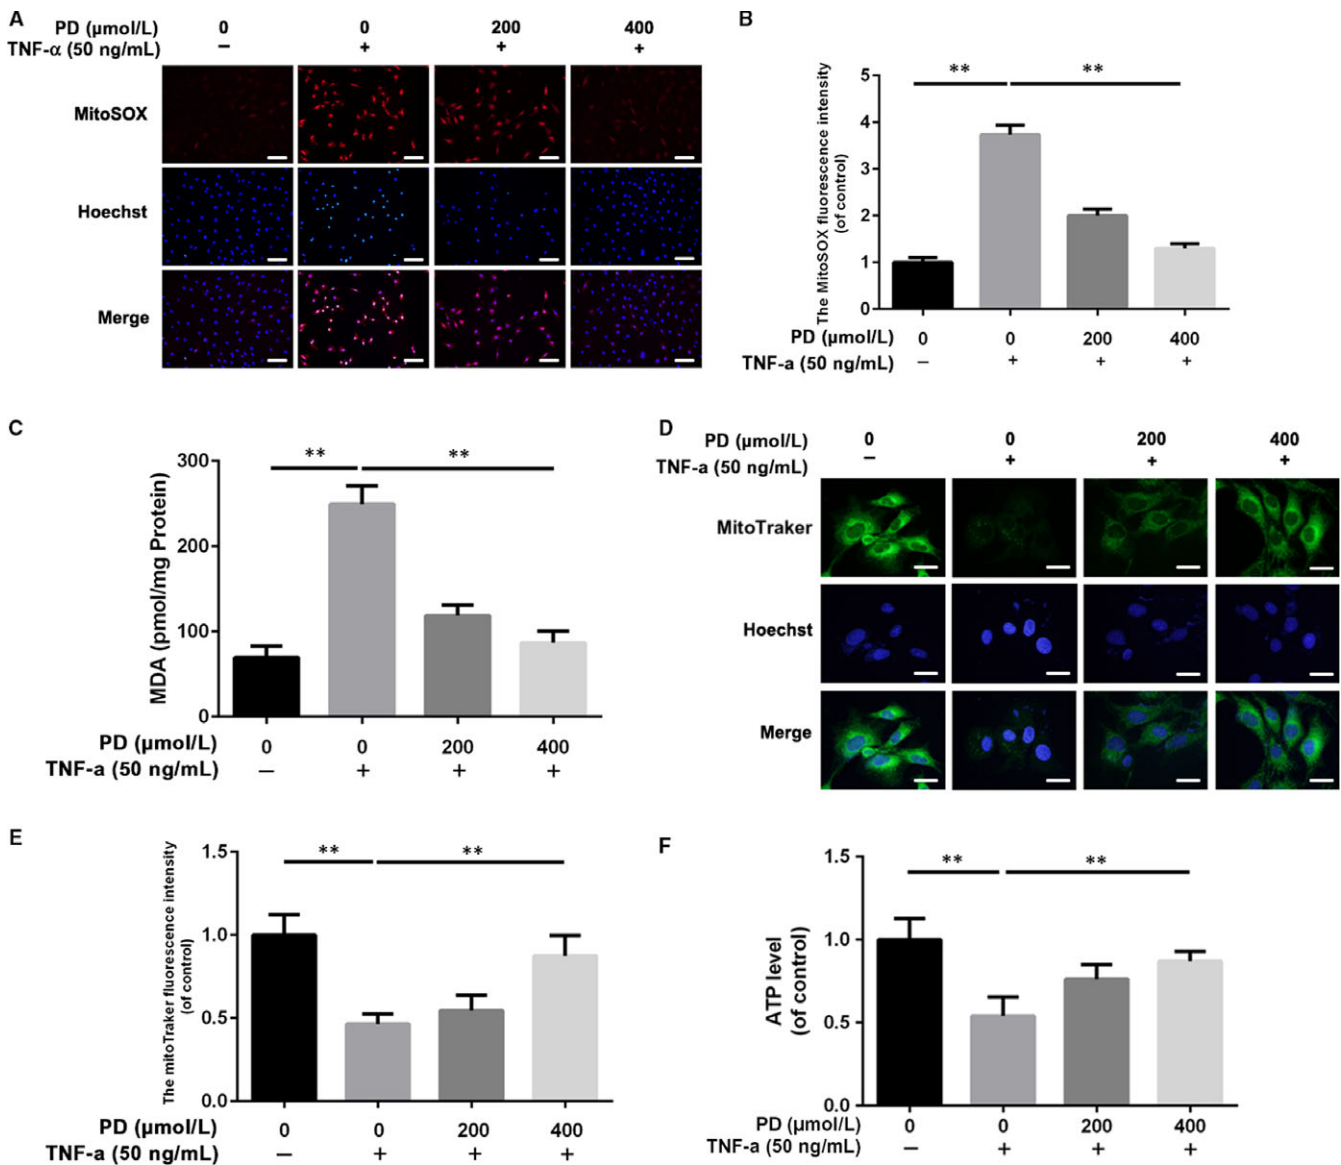 A
PD (µmol/L) 0 0 200 400
TNF-α (50 ng/mL) – + + +
MitoSOX
Hoechst
Merge
B
The MitoSOX fluorescence intensity
(of control)
5
4
3
2
1
0
** **
PD (µmol/L) 0 0 200 400
TNF-a (50 ng/mL) – + + +
C
MDA (pmol/mg Protein)
300
200
100
0
** **
PD (µmol/L) 0 0 200 400
TNF-a (50 ng/mL) – + + +
D
PD (µmol/L) 0 0 200 400
TNF-a (50 ng/mL) – + + +
MitoTraker
Hoechst
Merge
E
The mitoTraker fluorescence intensity
(of control)
1.5
1.0
0.5
0.0
** **
PD (µmol/L) 0 0 200 400
TNF-a (50 ng/mL) – + + +
F
ATP level
(of control)
1.5
1.0
0.5
0.0
** **
PD (µmol/L) 0 0 200 400
TNF-a (50 ng/mL) – + + +